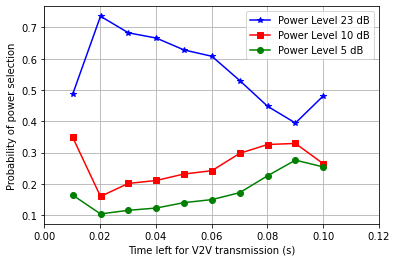 Power Level 23 dB
Power Level 10 dB
Power Level 5 dB
Probability of power selection
0.7
0.6
0.5
0.4
0.3
0.2
0.1
0.00 0.02 0.04 0.06 0.08 0.10 0.12
Time left for V2V transmission (s)